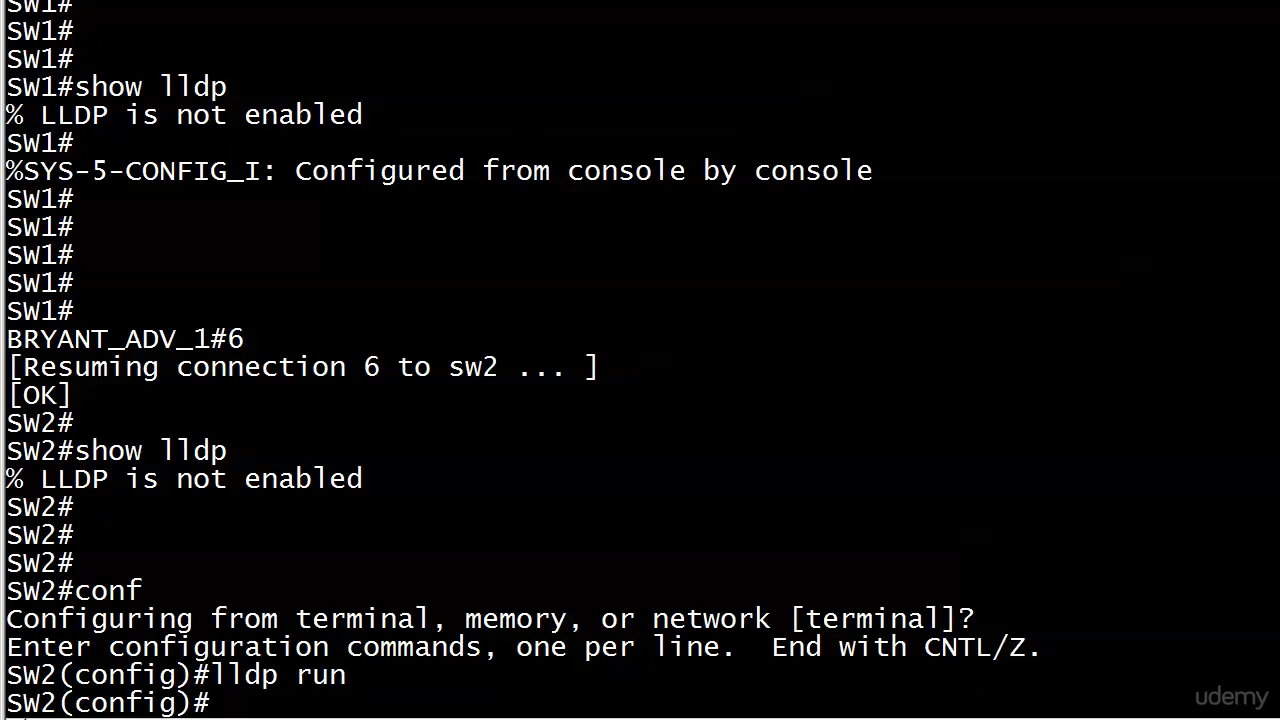 SW1#
SW1#
SW1#
SW1#show lldp
% LLDP is not enabled
SW1#
%SYS-5-CONFIG_I: Configured from console by console
SW1#
SW1#
SW1#
SW1#
SW1#
BRYANT_ADV_1#6
[Resuming connection 6 to sw2 ... ]
[OK]
SW2#
SW2#show lldp
% LLDP is not enabled
SW2#
SW2#
SW2#
SW2#conf
Configuring from terminal, memory, or network [terminal]?
Enter configuration commands, one per line.  End with CNTL/Z.
SW2(config)#lldp run
SW2(config)#
udemy